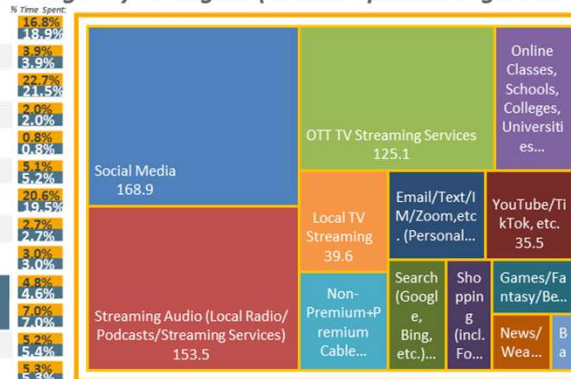 % Time Spent:
16.8%
18.9%
3.9%
3.9%
22.7%
21.5%
2.0%
2.0%
0.8%
0.8%
5.1%
5.2%
20.6%
19.5%
2.7%
2.7%
3.0%
3.0%
4.8%
4.6%
7.0%
7.0%
5.2%
5.4%
5.3%
5.3%
Social Media
168.9
Streaming Audio (Local Radio/
Podcasts/Streaming Services)
153.5
OTT TV Streaming Services
125.1
Online
Classes,
Schools,
Colleges,
Universiti
es...
Local TV
Streaming
39.6
Email/Text/I
M/Zoom,etc
. (Personal...
YouTube/Ti
kTok, etc.
35.5
Non-
Premium+P
remium
Cable...
Search
(Googl
e,
Bing,
etc.)...
Sho
ppin
g
(incl.
Fo...
Games/Fa
ntasy/Be...
News/
Wea...
B
a